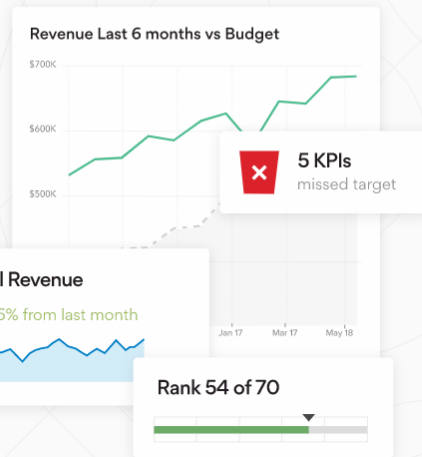 Revenue Last 6 months vs Budget
$700K
$600K
$500K
5 KPIs
missed target
l Revenue
5% from last month
Jan 17
Mar 17
May 18
Rank 54 of 70